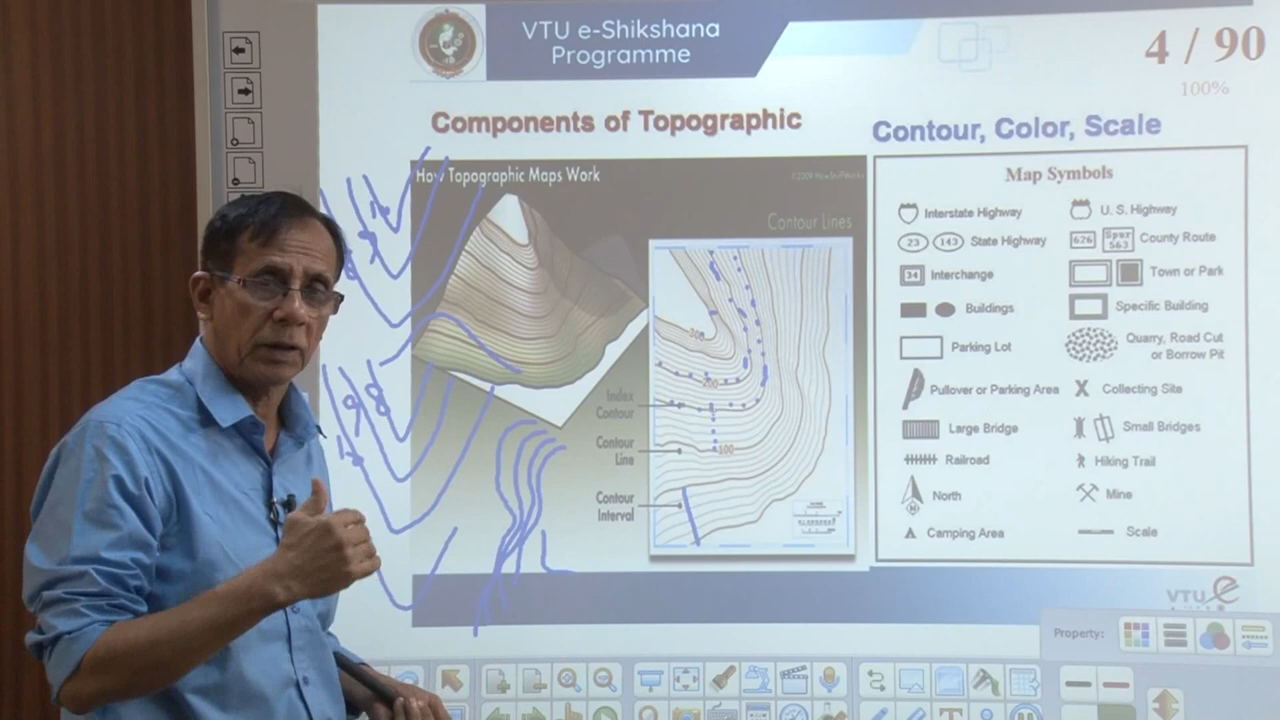 VTU e-Shikshana
Programme
4 / 90
100%
Components of Topographic
Contour, Color, Scale
How Topographic Maps Work
Contour Lines
300
200
100
Index
Contour
Contour
Line
Contour
Interval
Map Symbols
Interstate Highway
U. S. Highway
23
143
State Highway
626
Spur
563
County Route
34
Interchange
Town or Park
Buildings
Specific Building
Parking Lot
Quarry, Road Cut
or Borrow Pit
Pullover or Parking Area
Collecting Site
Large Bridge
Small Bridges
Railroad
Hiking Trail
N
North
Mine
Camping Area
Scale
VTU e
Property: